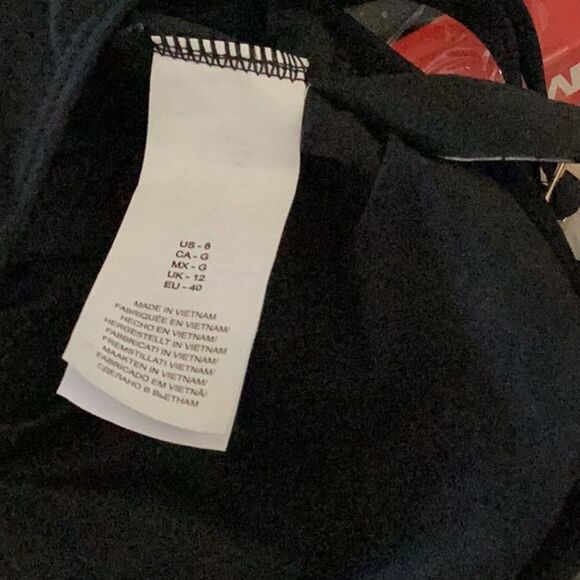 US - 8
CA - G
MX - G
UK - 12
EU - 40
MADE IN VIETNAM
FABRIQUÉE EN VIETNAM/
HECHO EN VIETNAM/
HERGESTELLT IN VIETNAM/
FABBRICATI IN VIETNAM/
FREMSTILLATI VIETNAM/
MAAKTEN IN VIETNAM/
FABRICADO EM VIETNÃ/
СДЕЛАНО В ВЬЕТНАМ